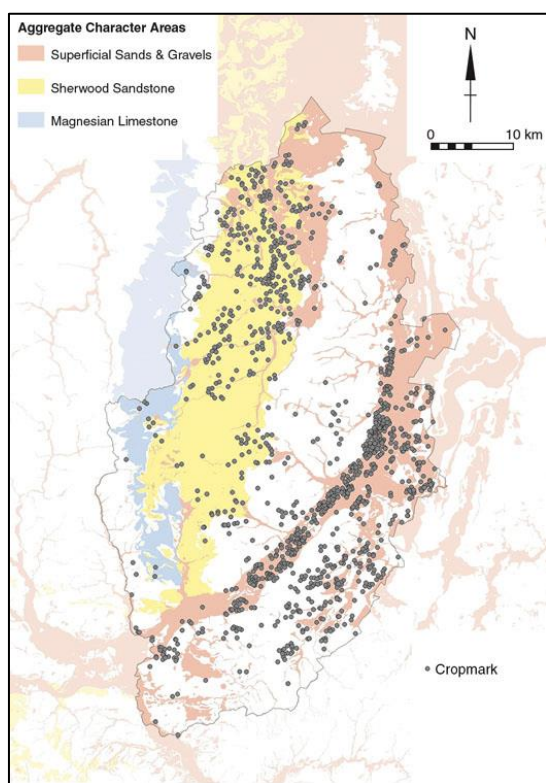 Aggregate Character Areas
Superficial Sands & Gravels
Sherwood Sandstone
Magnesian Limestone
N
0 10 km
Cropmark